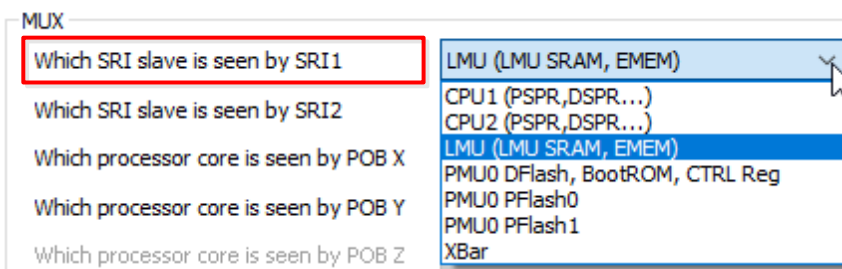 MUX
Which SRI slave is seen by SRI1
LMU (LMU SRAM, EMEM)
Which SRI slave is seen by SRI2
CPU1 (PSPR,DSPR...)
CPU2 (PSPR,DSPR...)
LMU (LMU SRAM, EMEM)
Which processor core is seen by POB X
PMU0 DFlash, BootROM, CTRL Reg
PMU0 PFlash0
Which processor core is seen by POB Y
PMU0 PFlash1
Which processor core is seen by POB Z
XBar